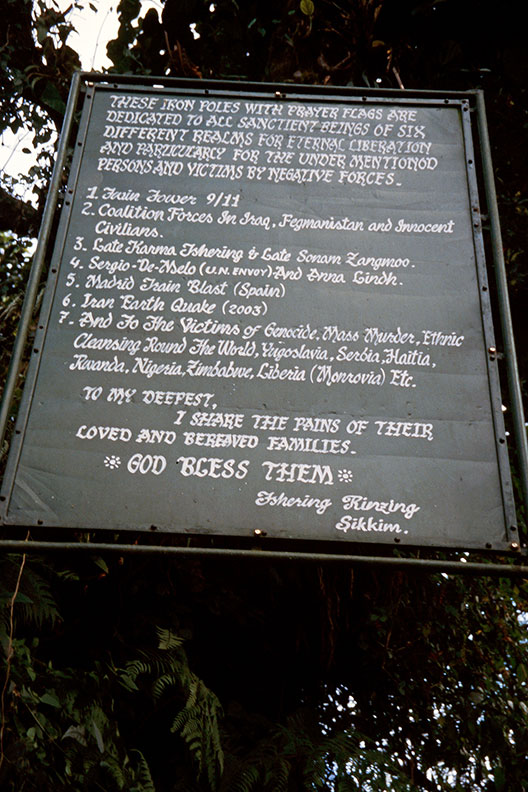 THESE IRON POLES WITH PRAYER FLAGS ARE
DEDICATED TO ALL SANCTIENT BEINGS OF SIX
DIFFERENT REALMS FOR ETERNAL LIBERATION
AND PARICULARLY FOR THE UNDER MENTIONOD
PERSONS AND VICTIMS BY NEGATIVE FORCES_
1. Twin Tower 9/11
2. Coalition Forces In Iraq, Fegmanistan and Innocent
Civilians.
3. Late Karma Tshering & Late Sonam Zangmoo.
4. Sergio-De-Melo (U.N. ENVOY) And Anna Lindh.
5. Madrid Train Blast (Spain)
6. Iran Earth Quake (2003)
7. And To The Victims of Genocide, Mass Murder, Ethnic
Cleansing Round The World, Yugoslavia, Serbia, Haitia,
Rwanda, Nigeria, Zimbabwe, Liberia (Monrovia) Etc.
TO MY DEEPEST,
I SHARE THE PAINS OF THEIR
LOVED AND BEREAVED FAMILIES_
GOD BLESS THEM
Tshering Rinzing
Sikkim.